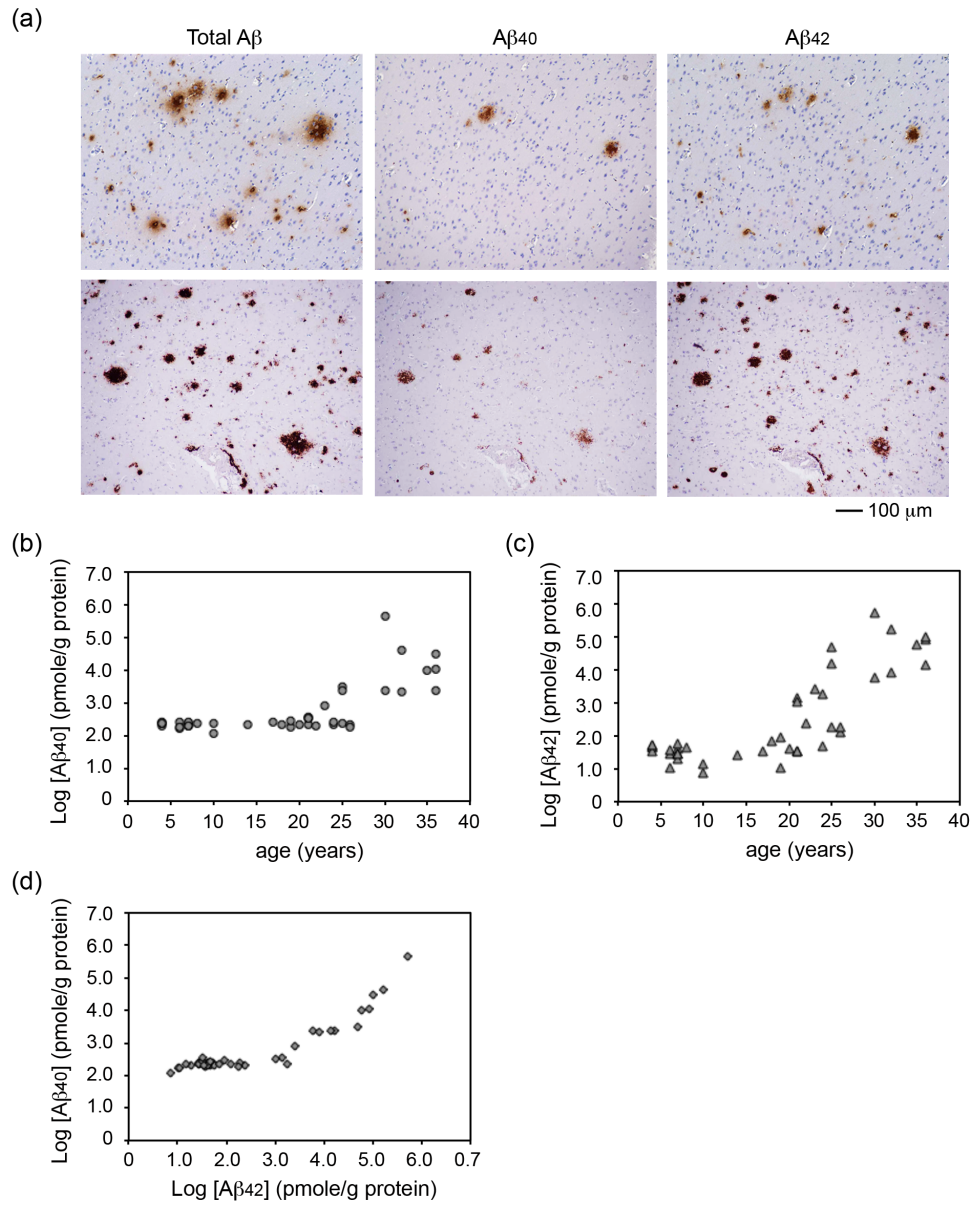 (a)
Total Aβ
Aβ40
Aβ42
100 μm
(b)
Log [Aβ40] (pmole/g protein)
7.0
6.0
5.0
4.0
3.0
2.0
1.0
0
0 5 10 15 20 25 30 35 40
age (years)
(c)
Log [Aβ42] (pmole/g protein)
7.0
6.0
5.0
4.0
3.0
2.0
1.0
0
0 5 10 15 20 25 30 35 40
age (years)
(d)
Log [Aβ40] (pmole/g protein)
7.0
6.0
5.0
4.0
3.0
2.0
1.0
0
0 1.0 2.0 3.0 4.0 5.0 6.0 0.7
Log [Aβ42] (pmole/g protein)